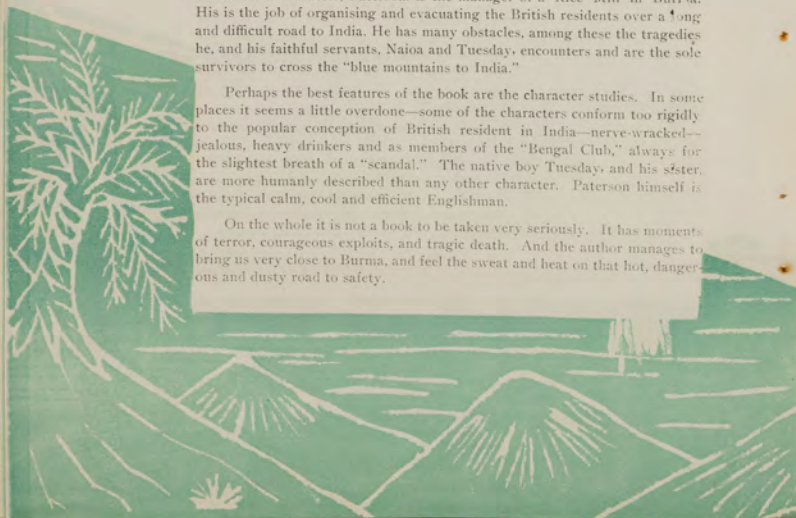 His is the job of organising and evacuating the British residents over a long
and difficult road to India. He has many obstacles, among these the tragedies
he, and his faithful servants, Naioa and Tuesday, encounters and are the sole
survivors to cross the "blue mountains to India."
Perhaps the best features of the book are the character studies. In some
places it seems a little overdone—some of the characters conform too rigidly
to the popular conception of British resident in India—nerve-wracked—
jealous, heavy drinkers and as members of the "Bengal Club," always for
the slightest breath of a "scandal." The native boy Tuesday, and his sister,
are more humanly described than any other character. Paterson himself is
the typical calm, cool and efficient Englishman.
On the whole it is not a book to be taken very seriously. It has moments
of terror, courageous exploits, and tragic death. And the author manages to
bring us very close to Burma, and feel the sweat and heat on that hot, danger-
ous and dusty road to safety.